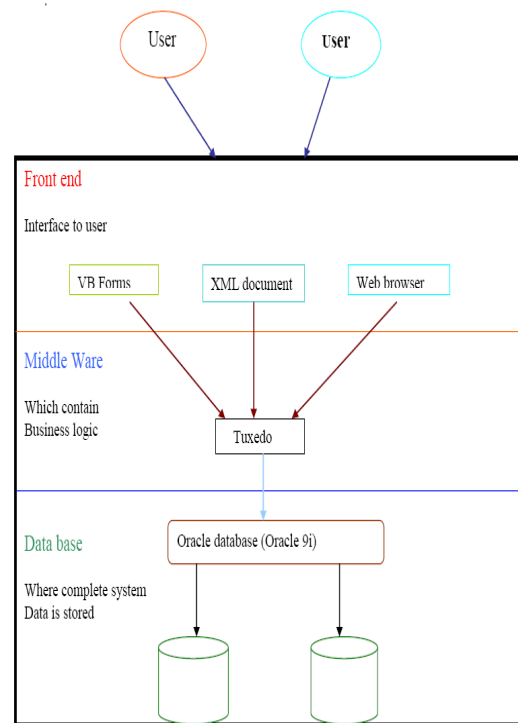 User
User
Front end
Interface to user
VB Forms
XML document
Web browser
Middle Ware
Which contain
Business logic
Tuxedo
Data base
Oracle database (Oracle 9i)
Where complete system
Data is stored